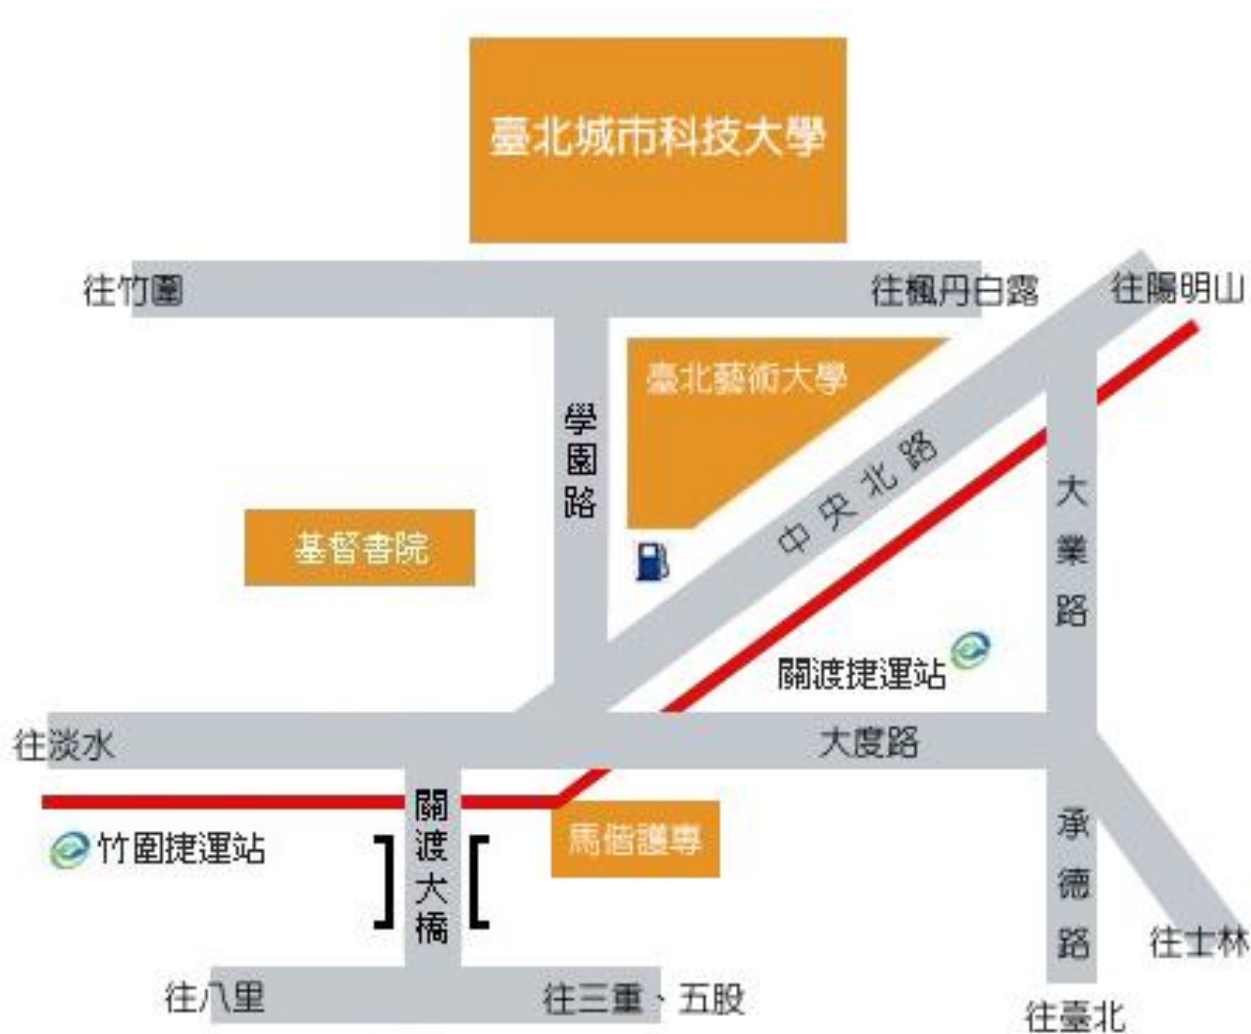 臺北城市科技大學
往竹圍
往楓丹白露
往陽明山
臺北藝術大學
學園路
中央北路
大業路
基督書院
關渡捷運站
往淡水
大度路
關渡大橋
竹圍捷運站
馬偕護專
承德路
往士林
往八里
往三重、五股
往臺北